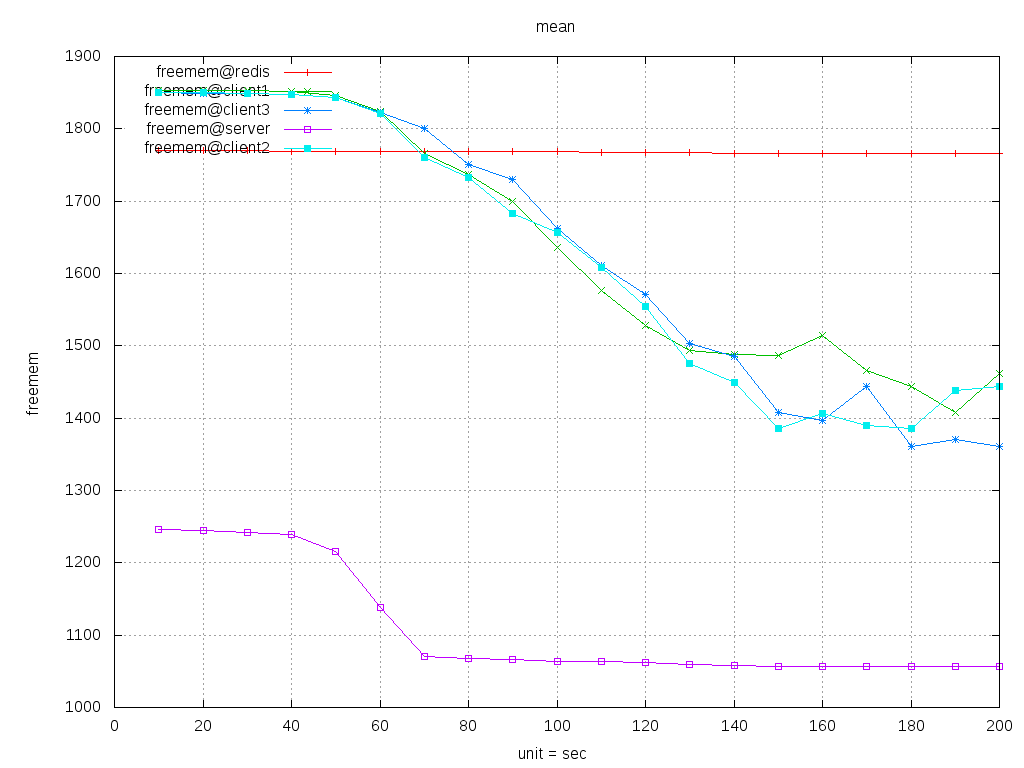 mean
1900
1800
1700
1600
1500
1400
1300
1200
1100
1000
freemem
freemem@redis
freemem@client1
freemem@client3
freemem@server
freemem@client2
0 20 40 60 80 100 120 140 160 180 200
unit = sec